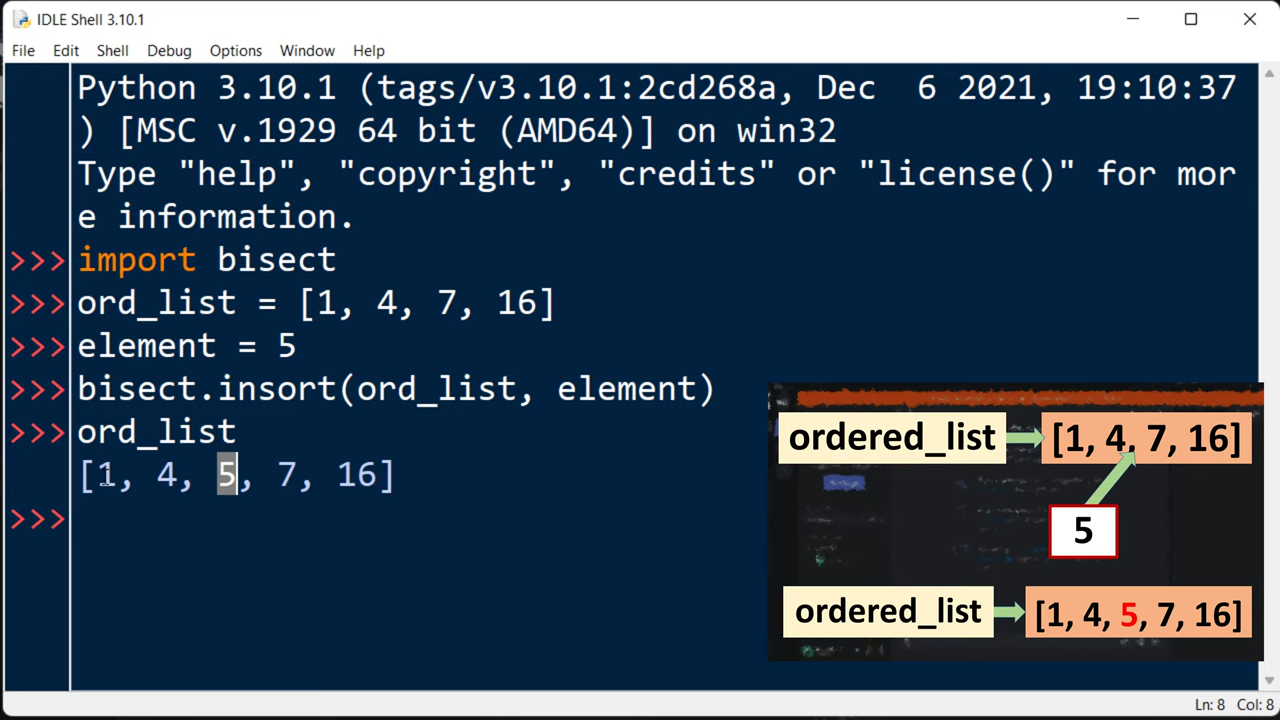 IDLE Shell 3.10.1
File Edit Shell Debug Options Window Help
Python 3.10.1 (tags/v3.10.1:2cd268a, Dec  6 2021, 19:10:37
) [MSC v.1929 64 bit (AMD64)] on win32
Type "help", "copyright", "credits" or "license()" for mor
e information.
>>> import bisect
>>> ord_list = [1, 4, 7, 16]
>>> element = 5
>>> bisect.insort(ord_list, element)
>>> ord_list
[1, 4, 5, 7, 16]
>>>
ordered_list [1, 4, 7, 16]
5
ordered_list [1, 4, 5, 7, 16]
Ln: 8 Col: 8